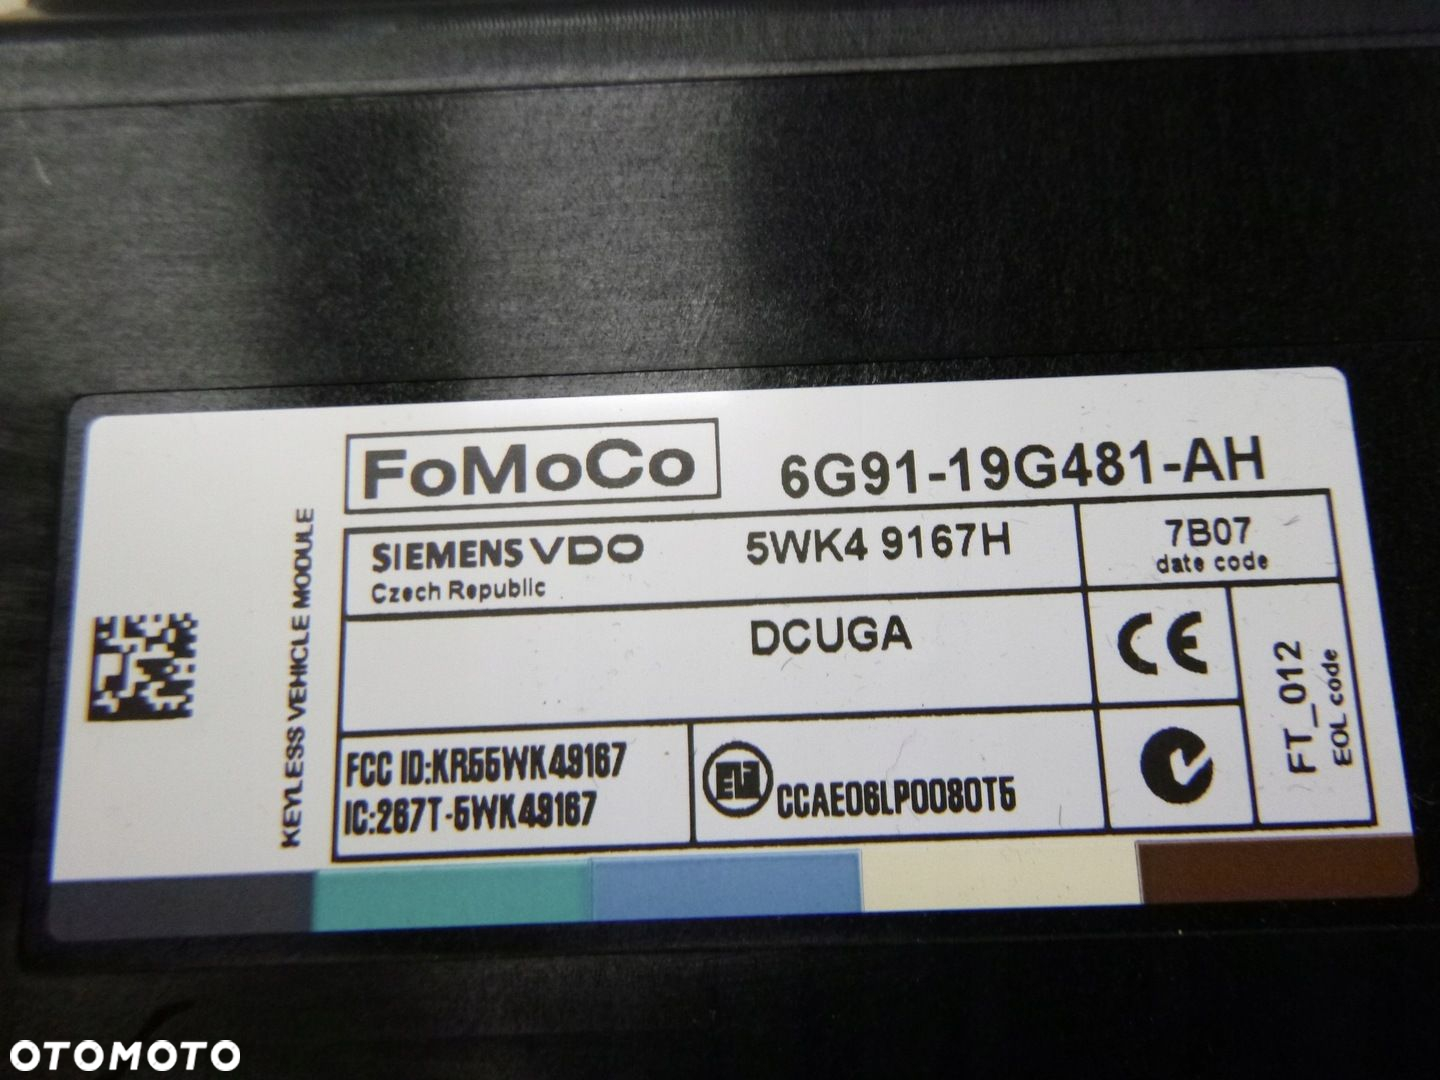 FoMoCo
6G91-19G481-AH
SIEMENS VDO
Czech Republic
5WK4 9167H
7B07
date code
DCUGA
CE
FT_012
EOL code
KEYLESS VEHICLE MODULE
FCC ID:KR55WK49167
IC:267T-5WK49167
CCAE06LP0080T5
OTOMOTO